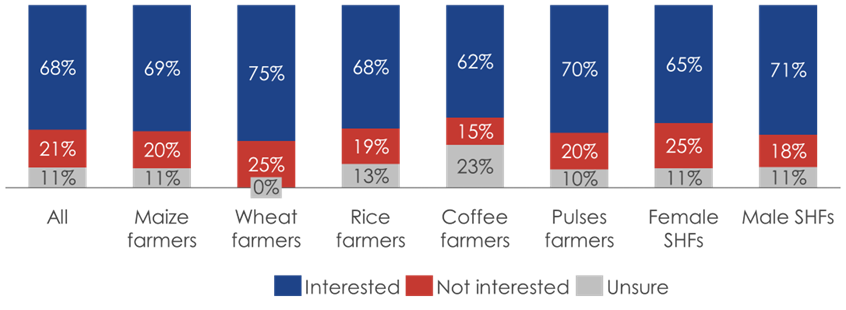 68% 69% 75% 68% 62% 70% 65% 71%
21% 20% 25% 19% 15% 20% 25% 18%
11% 11% 0% 13% 23% 10% 11% 11%
All Maize Wheat Rice Coffee Pulses Female Male SHFs
farmers farmers farmers farmers farmers SHFs
Interested Not interested Unsure